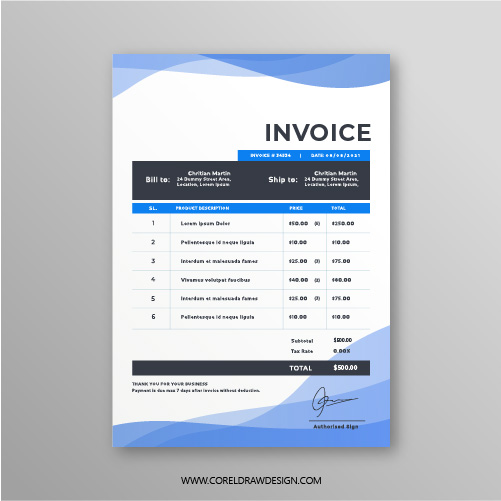 INVOICE
INVOICE # 34234 | DATE 08/08/2021
Bill to: Chritian Martin
24 Dummy Street Area,
Location, Lorem Ipsum
Ship to: Chritian Martin
24 Dummy Street Area,
Location, Lorem Ipsum,
SL. PRODUCT DESCRIPTION PRICE TOTAL
1 Lorem Ipsum Dolor $50.00 (5) $250.00
2 Pellentesque id neque ligula $10.00 $10.00
3 Interdum et malesuada fames $25.00 (3) $75.00
4 Vivamus volutpat faucibus $40.00 (2) $80.00
5 Interdum et malesuada fames $25.00 (3) $75.00
6 Pellentesque id neque ligula $10.00 $10.00
Subtotal $500.00
Tax Rate 0.00%
TOTAL $500.00
THANK YOU FOR YOUR BUSINESS
Payment is due max 7 days after invoice without deduction.
Authorised Sign
WWW.CORELDRAWDESIGN.COM